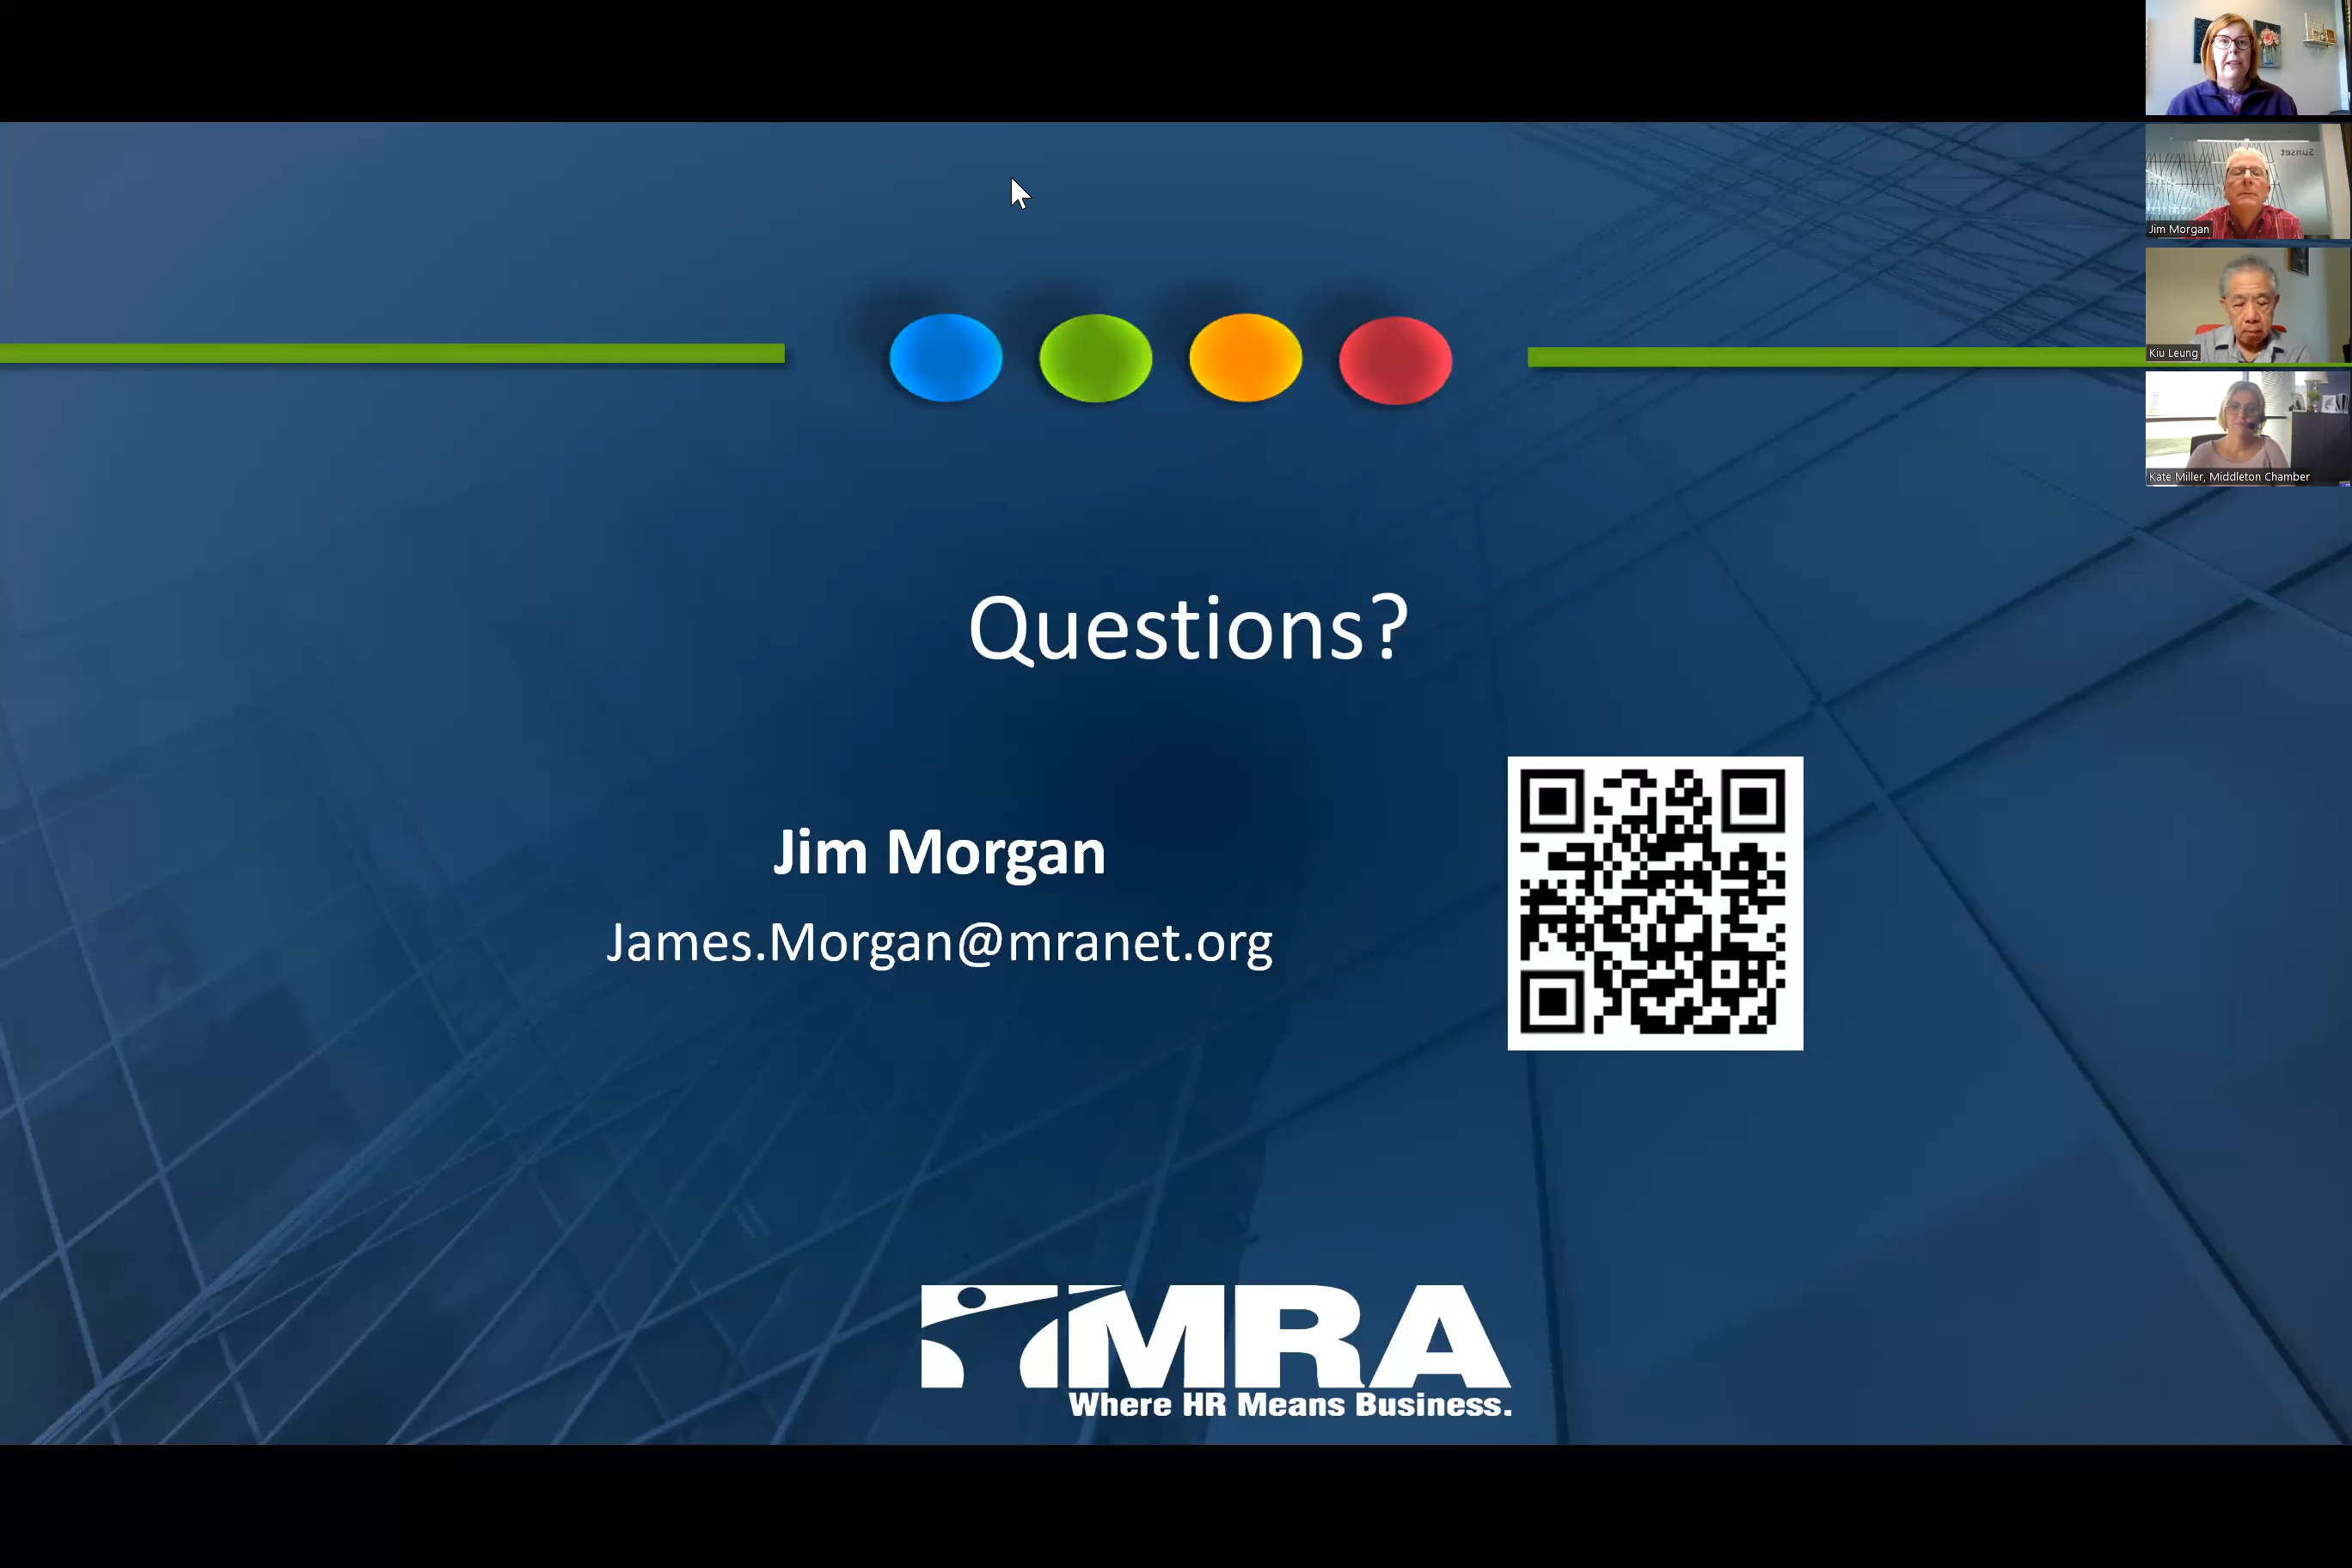 Sunset
Jim Morgan
Kiu Leung
Kate Miller, Middleton Chamber
Questions?
Jim Morgan
James.Morgan@mranet.org
MRA
Where HR Means Business.